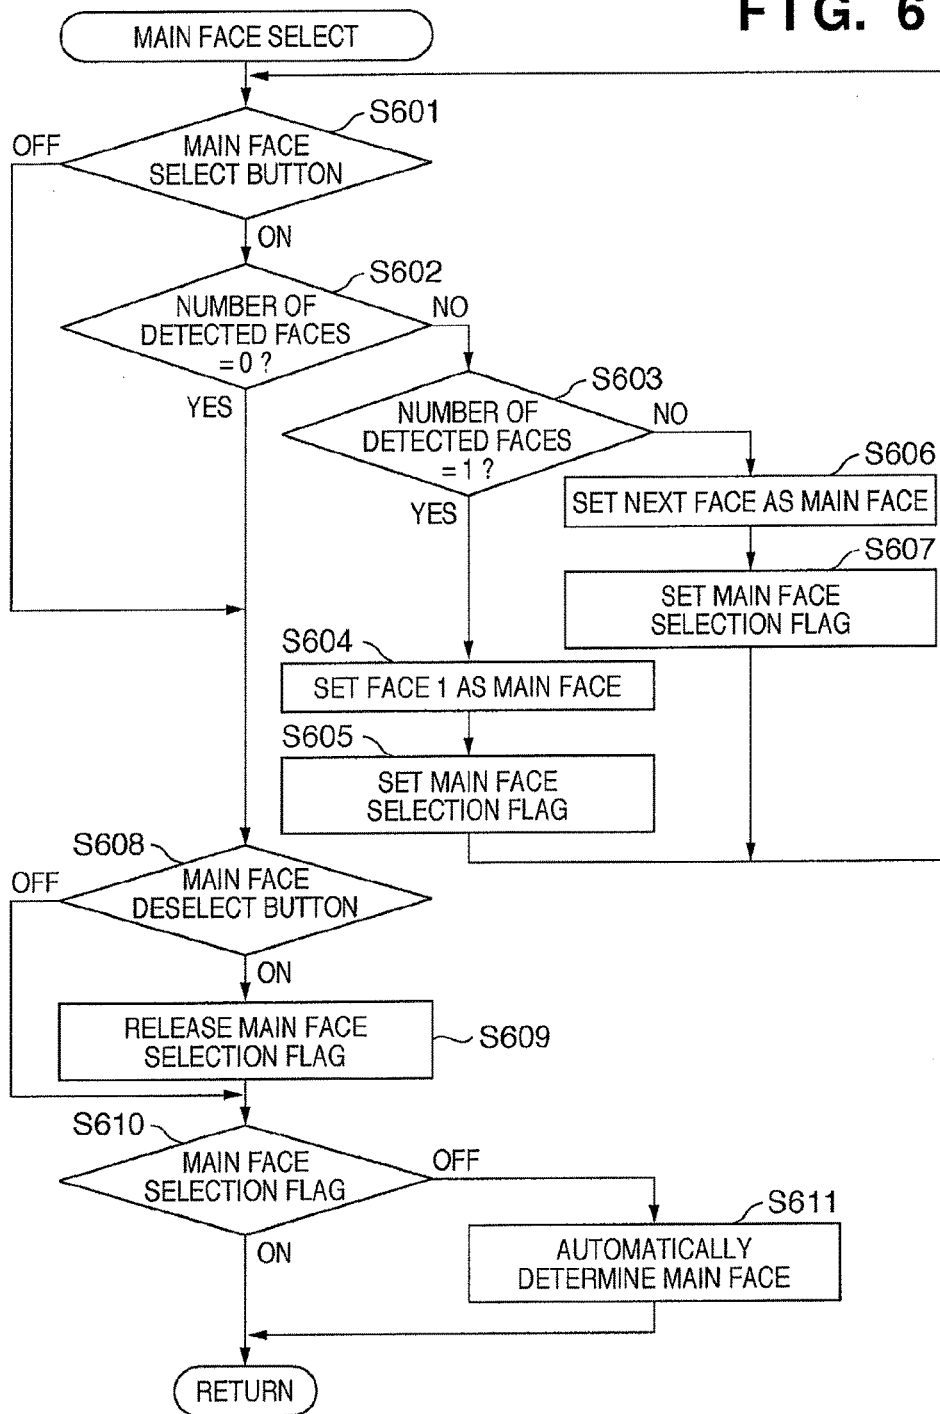 FIG. 6
MAIN FACE SELECT
S601
OFF
MAIN FACE
SELECT BUTTON
ON
S602
NUMBER OF
DETECTED FACES
=0 ?
NO
YES
S603
NUMBER OF
DETECTED FACES
=1 ?
NO
YES
S606
SET NEXT FACE AS MAIN FACE
S607
SET MAIN FACE
SELECTION FLAG
S604
SET FACE 1 AS MAIN FACE
S605
SET MAIN FACE
SELECTION FLAG
S608
OFF
MAIN FACE
DESELECT BUTTON
ON
RELEASE MAIN FACE
SELECTION FLAG
S609
S610
MAIN FACE
SELECTION FLAG
OFF
ON
S611
AUTOMATICALLY
DETERMINE MAIN FACE
RETURN